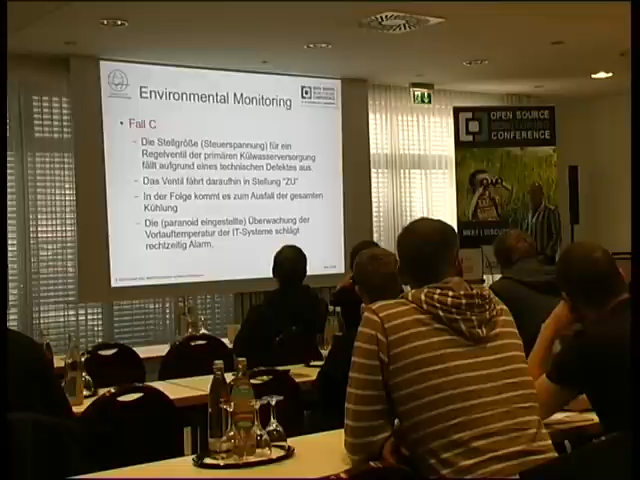 Environmental Monitoring
• Fall C
– Die Stellgröße (Steuerspannung) für ein
Regelventil der primären Külwasserversorgung
fällt aufgrund eines technischen Defektes aus.
– Das Ventil fährt daraufhin in Stellung "ZU"
– In der Folge kommt es zum Ausfall der gesamten
Kühlung
– Die (paranoid eingestellte) Überwachung der
Vorlauftemperatur der IT-Systeme schlägt
rechtzeitig Alarm.
OPEN SOURCE
MONITORING
CONFERENCE